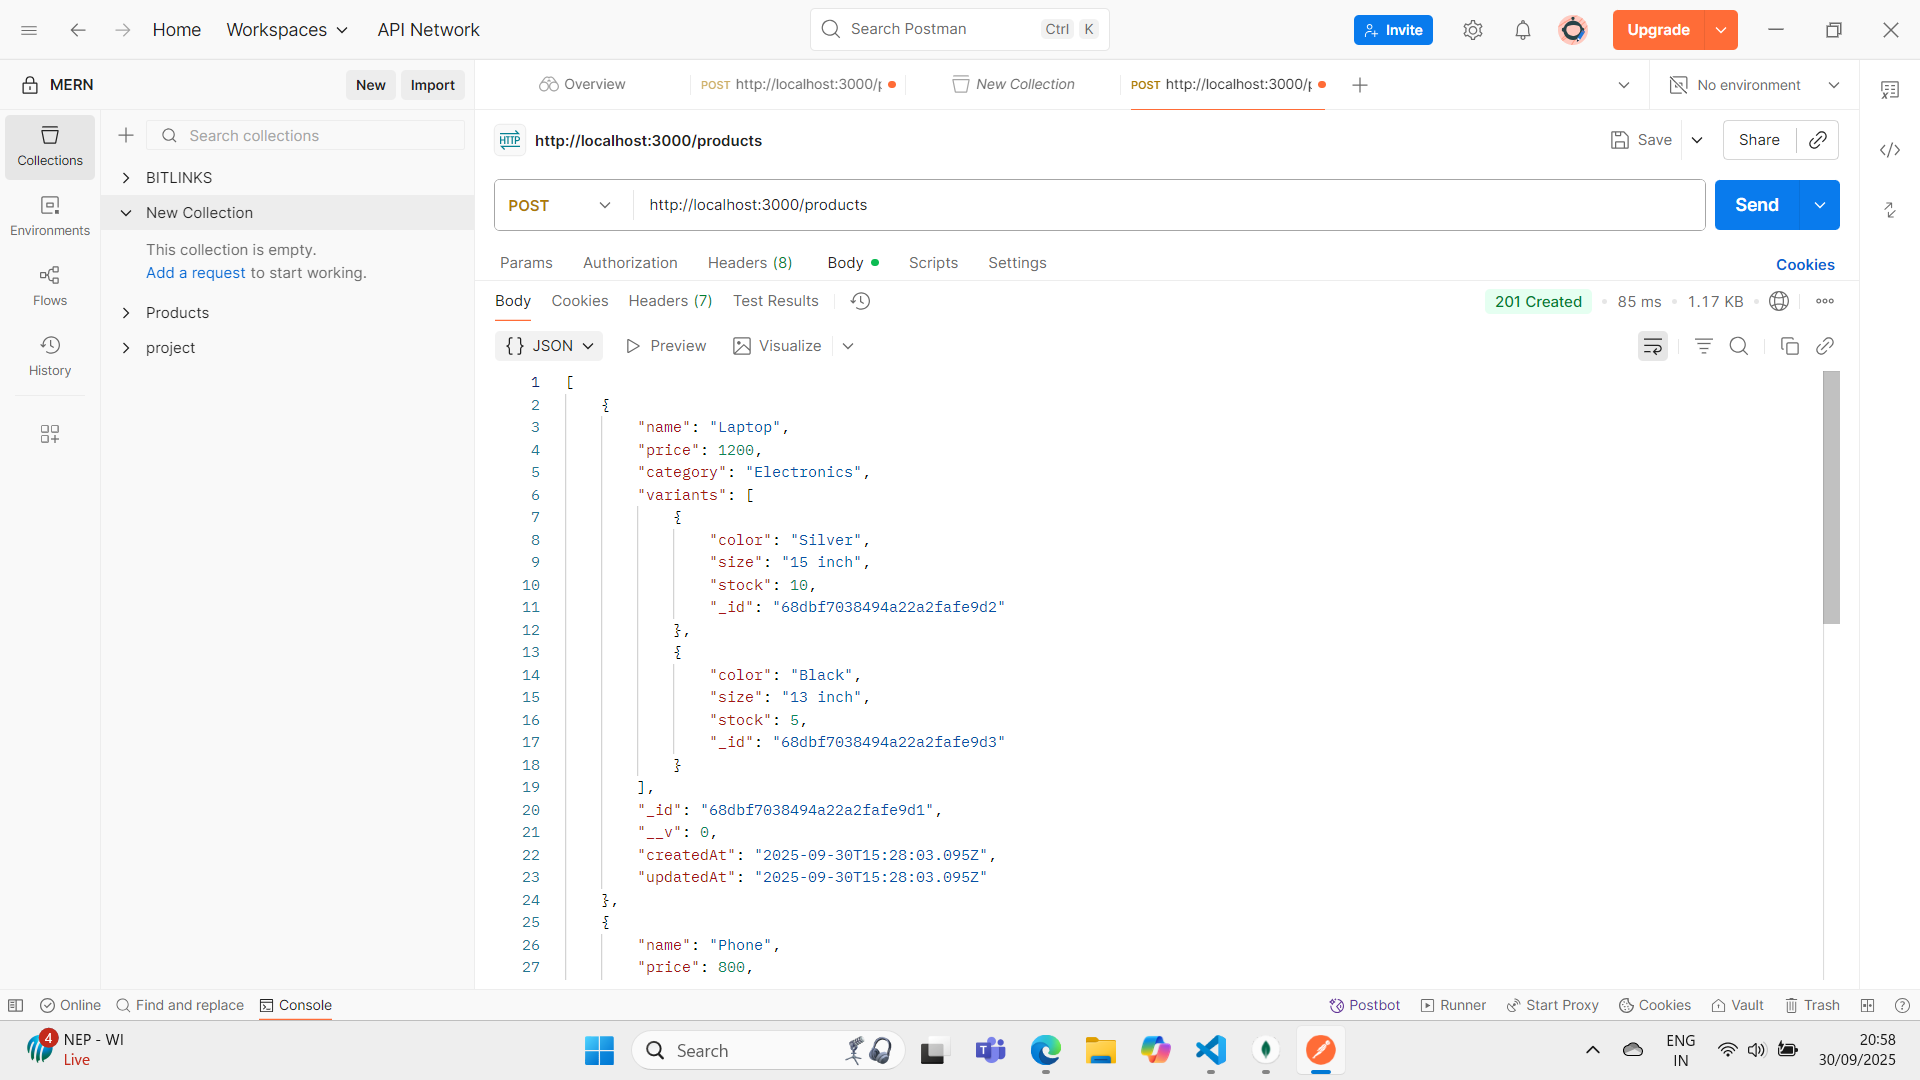 Home
Workspaces
API Network
Search Postman
Ctrl K
Invite
Upgrade
MERN
New
Import
Overview
POST http://localhost:3000/p
New Collection
POST http://localhost:3000/p
No environment
Collections
Search collections
HTTP
http://localhost:3000/products
Save
Share
BITLINKS
New Collection
POST
http://localhost:3000/products
Send
Environments
This collection is empty.
Add a request to start working.
Params
Authorization
Headers (8)
Body
Scripts
Settings
Cookies
Flows
Products
Body
Cookies
Headers (7)
Test Results
201 Created
85 ms
1.17 KB
History
project
{} JSON
Preview
Visualize
1 [
2 {
3 "name": "Laptop",
4 "price": 1200,
5 "category": "Electronics",
6 "variants": [
7 {
8 "color": "Silver",
9 "size": "15 inch",
10 "stock": 10,
11 "_id": "68dbf7038494a22a2fafe9d2"
12 },
13 {
14 "color": "Black",
15 "size": "13 inch",
16 "stock": 5,
17 "_id": "68dbf7038494a22a2fafe9d3"
18 }
19 ],
20 "_id": "68dbf7038494a22a2fafe9d1",
21 "__v": 0,
22 "createdAt": "2025-09-30T15:28:03.095Z",
23 "updatedAt": "2025-09-30T15:28:03.095Z"
24 },
25 {
26 "name": "Phone",
27 "price": 800,
Online
Find and replace
Console
Postbot
Runner
Start Proxy
Cookies
Vault
Trash
4
NEP - WI
Live
Search
ENG
IN
20:58
30/09/2025